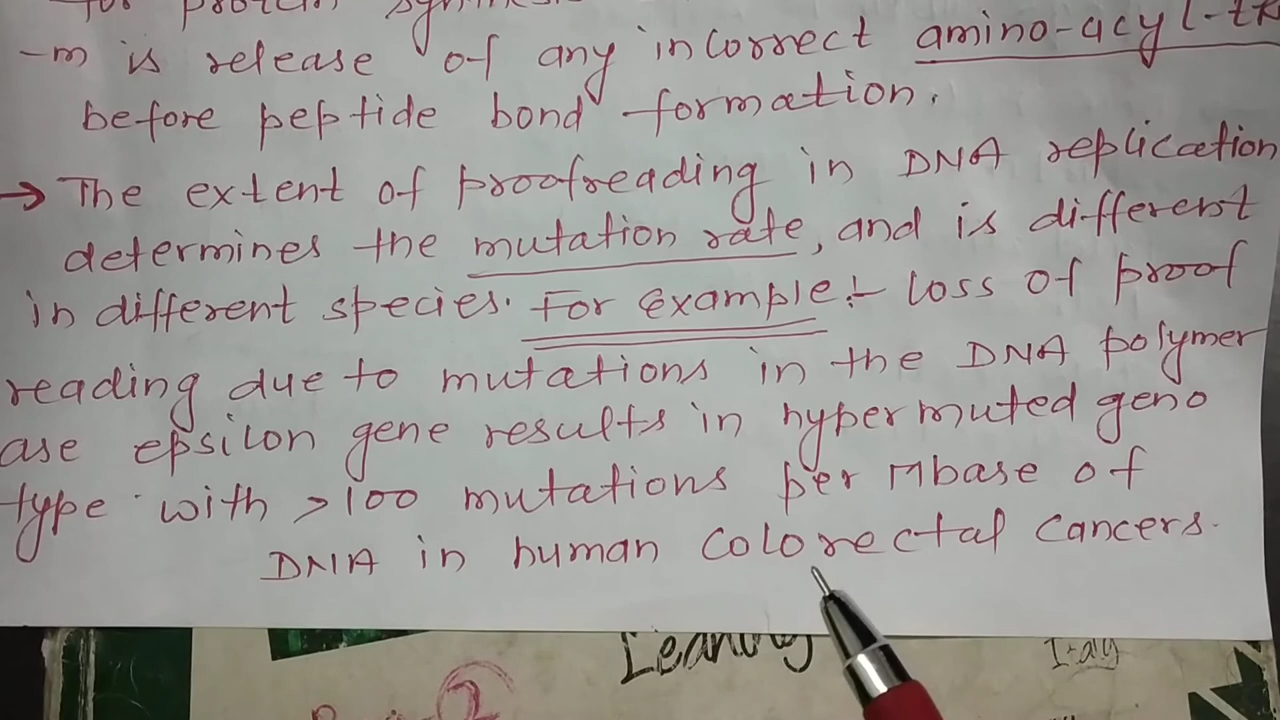 for protein
-m is release of any incorrect amino-acyl-tR
before peptide bond formation.
→ The extent of proofreading in DNA replication
determines the mutation rate, and is different
in different species. For example:- loss of proof
reading due to mutations in the DNA polymer
ase epsilon gene results in hypermuted geno
type with >100 mutations per Mbase of
DNA in human colorectal cancers.
2